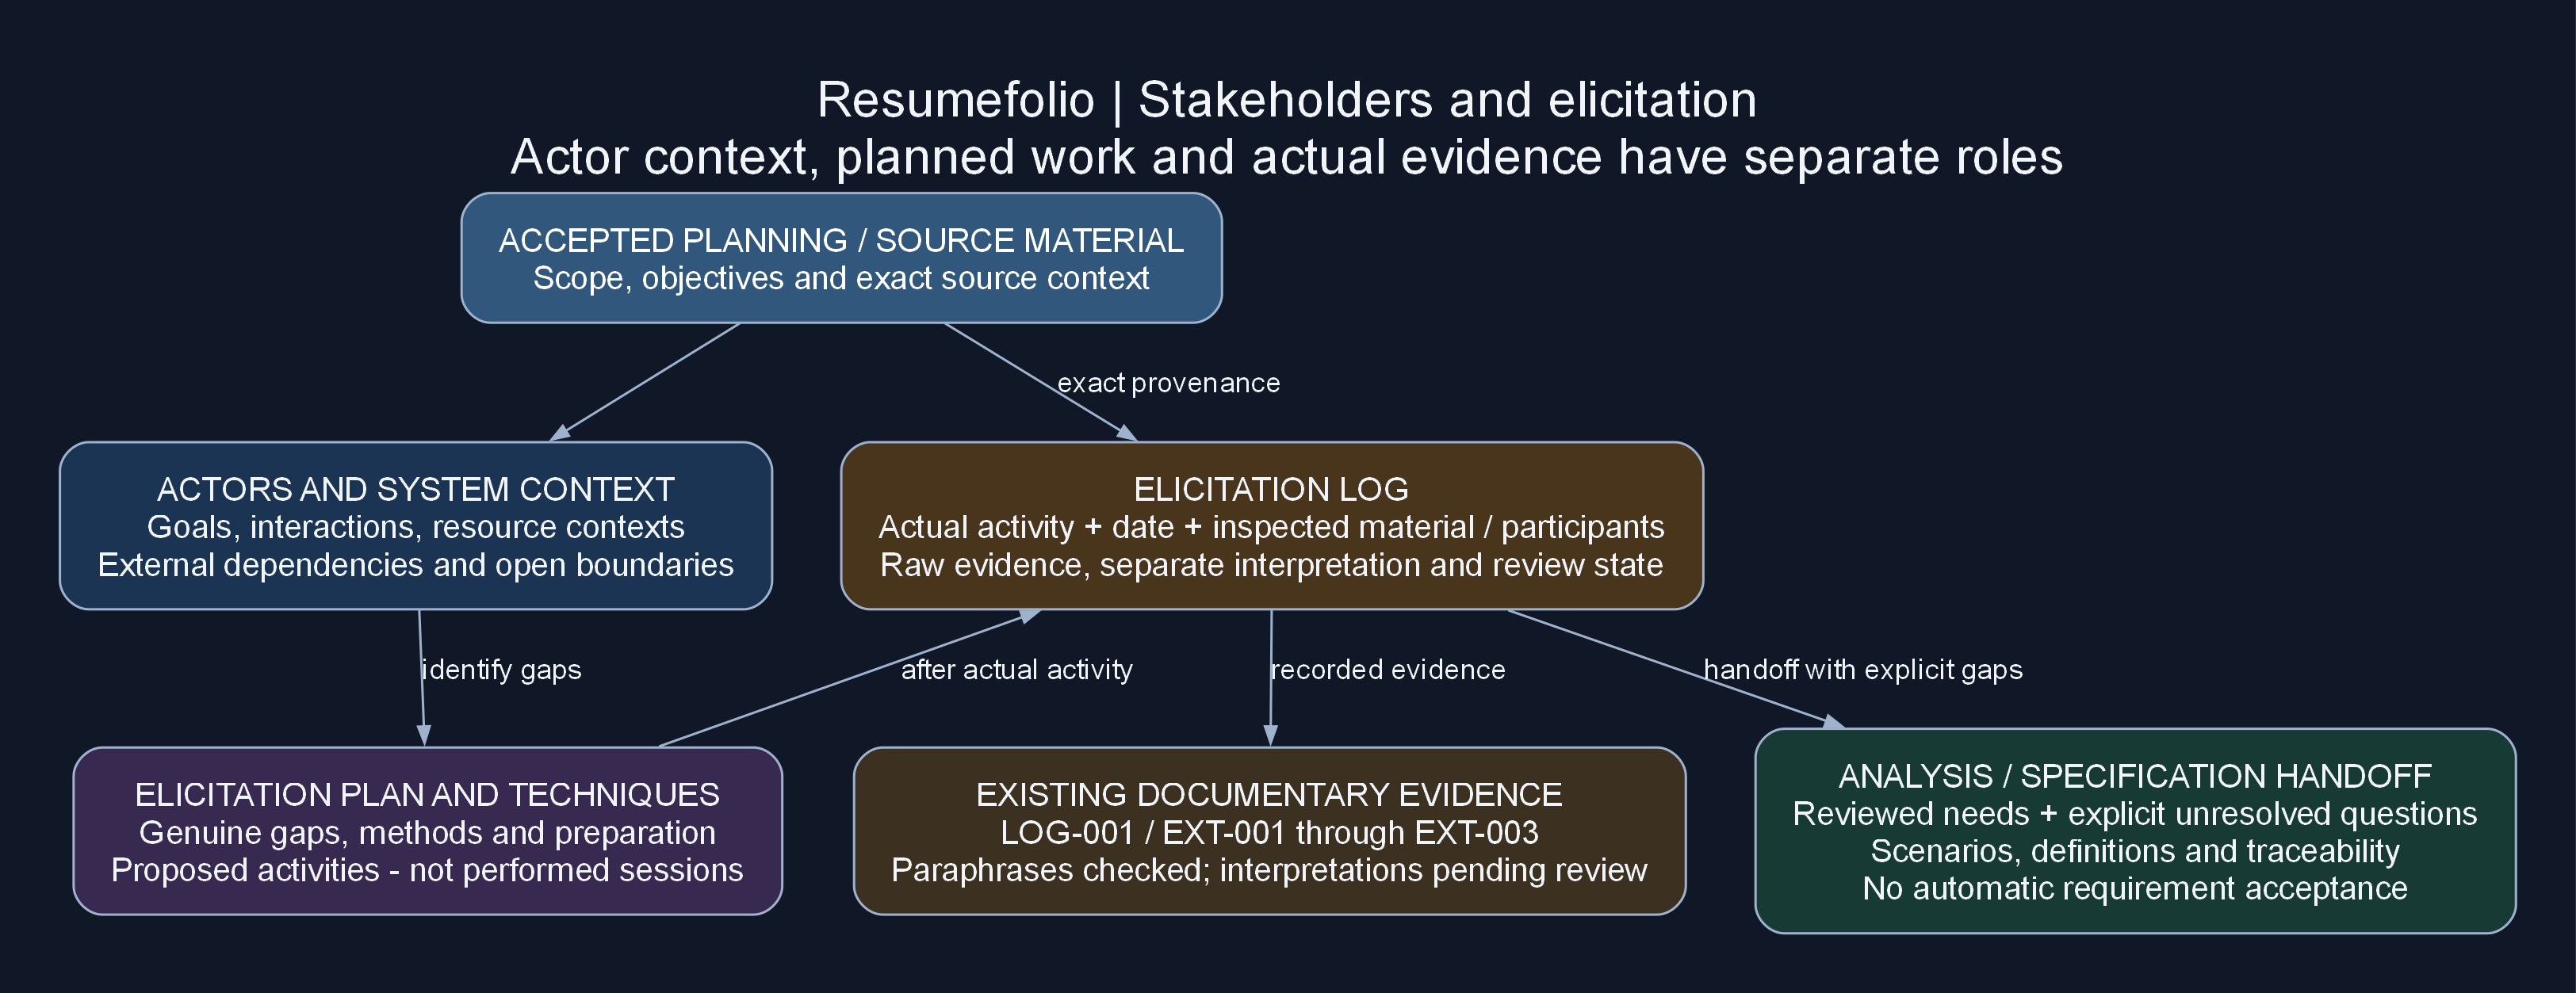 Resumefolio | Stakeholders and elicitation
Actor context, planned work and actual evidence have separate roles
ACCEPTED PLANNING / SOURCE MATERIAL
Scope, objectives and exact source context
exact provenance
ACTORS AND SYSTEM CONTEXT
Goals, interactions, resource contexts
External dependencies and open boundaries
ELICITATION LOG
Actual activity + date + inspected material / participants
Raw evidence, separate interpretation and review state
identify gaps
after actual activity
recorded evidence
handoff with explicit gaps
ELICITATION PLAN AND TECHNIQUES
Genuine gaps, methods and preparation
Proposed activities - not performed sessions
EXISTING DOCUMENTARY EVIDENCE
LOG-001 / EXT-001 through EXT-003
Paraphrases checked; interpretations pending review
ANALYSIS / SPECIFICATION HANDOFF
Reviewed needs + explicit unresolved questions
Scenarios, definitions and traceability
No automatic requirement acceptance